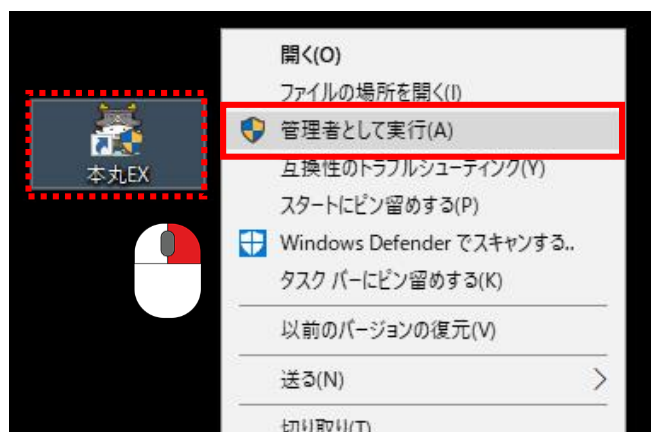 本丸EX
開く(O)
ファイルの場所を開く(I)
管理者として実行(A)
互換性のトラブルシューティング(Y)
スタートにピン留めする(P)
Windows Defender でスキャンする..
タスク バーにピン留めする(K)
以前のバージョンの復元(V)
送る(N)
切り取り(T)